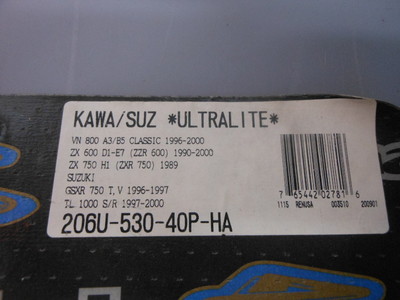 KAWA/SUZ *ULTRALITE*
VN 800 A3/B5 CLASSIC 1996-2000
ZX 600 D1-E7 (ZZR 600) 1990-2000
ZX 750 H1 (ZXR 750) 1989
SUZUKI
GSXR 750 T,V 1996-1997
TL 1000 S/R 1997-2000
206U-530-40P-HA
7 65442 02781 6
1115 RENUSA 003510 200901